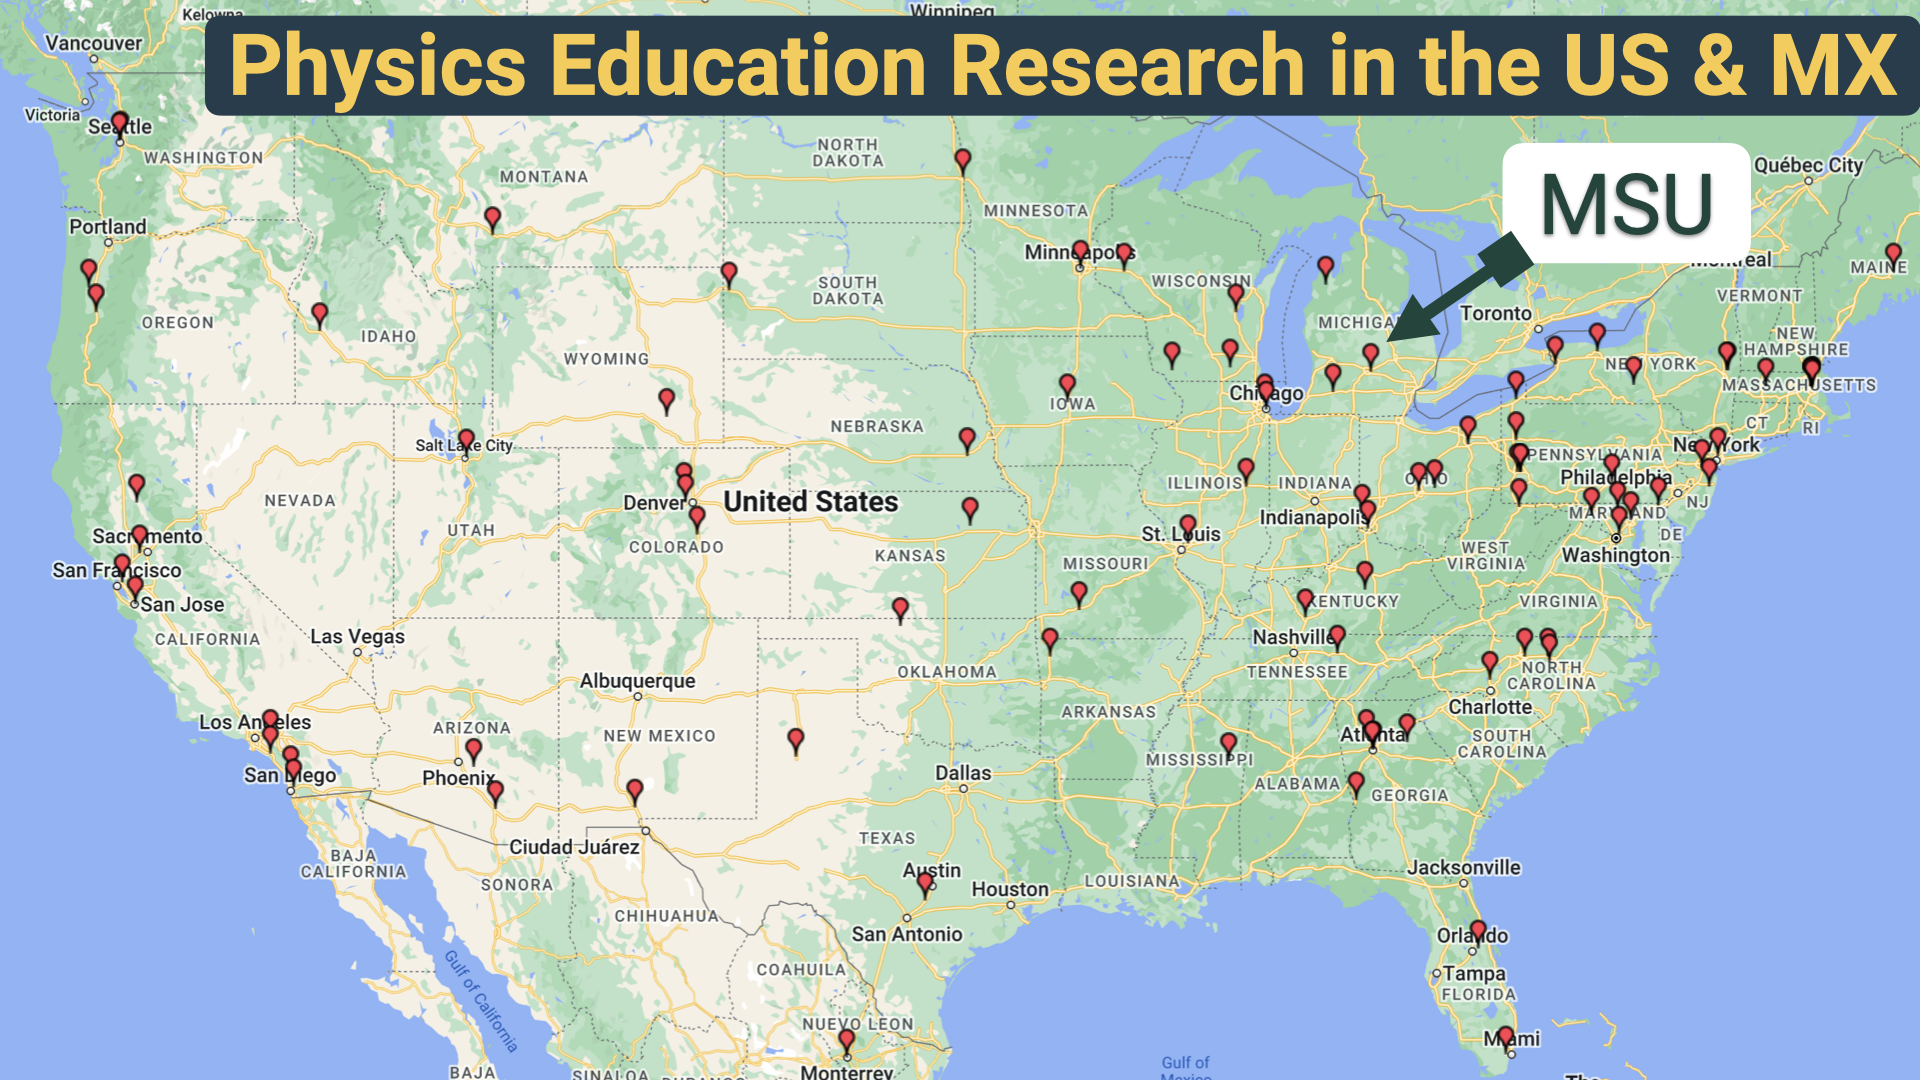 Kelowna
Winnipeg
Physics Education Research in the US & MX
Vancouver
Victoria
Seattle
WASHINGTON
MONTANA
NORTH
DAKOTA
Québec City
MSU
MINNESOTA
Portland
Minneapolis
Montreal
MAINE
WISCONSIN
SOUTH
DAKOTA
VERMONT
OREGON
IDAHO
MICHIGAN
Toronto
NEW
HAMPSHIRE
WYOMING
NEW YORK
MASSACHUSETTS
Chicago
IOWA
CT
RI
NEBRASKA
Salt Lake City
New York
PENNSYLVANIA
NEVADA
Denver
United States
ILLINOIS
INDIANA
OHIO
Philadelphia
NJ
MARYLAND
Indianapolis
UTAH
Sacramento
St. Louis
DE
COLORADO
KANSAS
MISSOURI
WEST
VIRGINIA
Washington
San Francisco
San Jose
KENTUCKY
VIRGINIA
CALIFORNIA
Las Vegas
Nashville
TENNESSEE
OKLAHOMA
NORTH
CAROLINA
Albuquerque
Charlotte
Los Angeles
ARIZONA
NEW MEXICO
ARKANSAS
Atlanta
SOUTH
CAROLINA
San Diego
Phoenix
Dallas
MISSISSIPPI
ALABAMA
GEORGIA
Ciudad Juárez
TEXAS
BAJA
CALIFORNIA
SONORA
Austin
Houston
LOUISIANA
Jacksonville
CHIHUAHUA
San Antonio
Orlando
Gulf of California
COAHUILA
Tampa
FLORIDA
NUEVO LEON
Miami
Gulf of
Mexico
BAJA
SINALOA
DURANGO
Monterrey
The